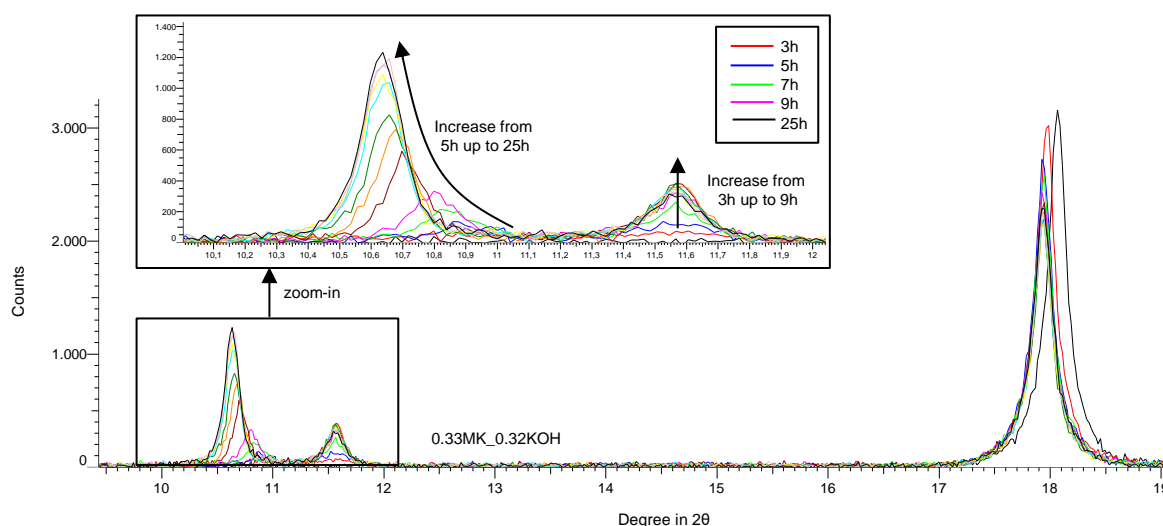 1.400
1.200
1.000
800
600
400
200
0
10,1 10,2 10,3 10,4 10,5 10,6 10,7 10,8 10,9 11 11,1 11,2 11,3 11,4 11,5 11,6 11,7 11,8 11,9 12
Increase from
5h up to 25h
Increase from
3h up to 9h
3h
5h
7h
9h
25h
zoom-in
Counts
3.000
2.000
1.000
0
0.33MK_0.32KOH
10 11 12 13 14 15 16 17 18 19
Degree in 2θ